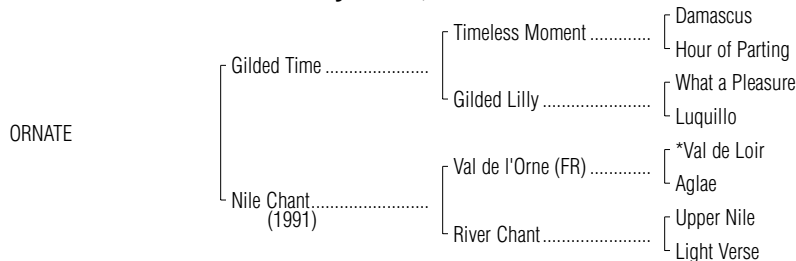 Damascus
Timeless Moment .............
Hour of Parting
Gilded Time ......................
What a Pleasure
Gilded Lilly .......................
Luquillo
ORNATE
*Val de Loir
Val de l'Orne (FR) .............
Aglae
Nile Chant.........................
(1991)
Upper Nile
River Chant.......................
Light Verse